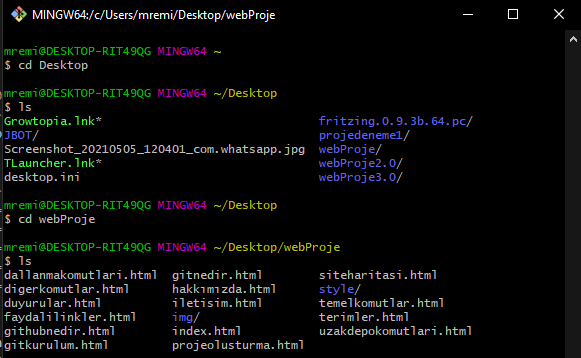 MINGW64:/c/Users/mremi/Desktop/webProje
mremi@DESKTOP-RIT49QG MINGW64 ~
$ cd Desktop
mremi@DESKTOP-RIT49QG MINGW64 ~/Desktop
$ ls
Growtopia.lnk* fritzing.0.9.3b.64.pc/
JBOT/ projedeneme1/
Screenshot_20210505_120401_com.whatsapp.jpg webProje/
TLauncher.lnk* webProje2.0/
desktop.ini webProje3.0/
mremi@DESKTOP-RIT49QG MINGW64 ~/Desktop
$ cd webProje
mremi@DESKTOP-RIT49QG MINGW64 ~/Desktop/webProje
$ ls
dallanmakomutlari.html gitnedir.html siteharitasi.html
digerkomutlar.html hakkımızda.html style/
duyurular.html iletisim.html temelkomutlar.html
faydalilinkler.html img/ terimler.html
githubnedir.html index.html uzakdepokomutlari.html
gitkurulum.html projeolusturma.html